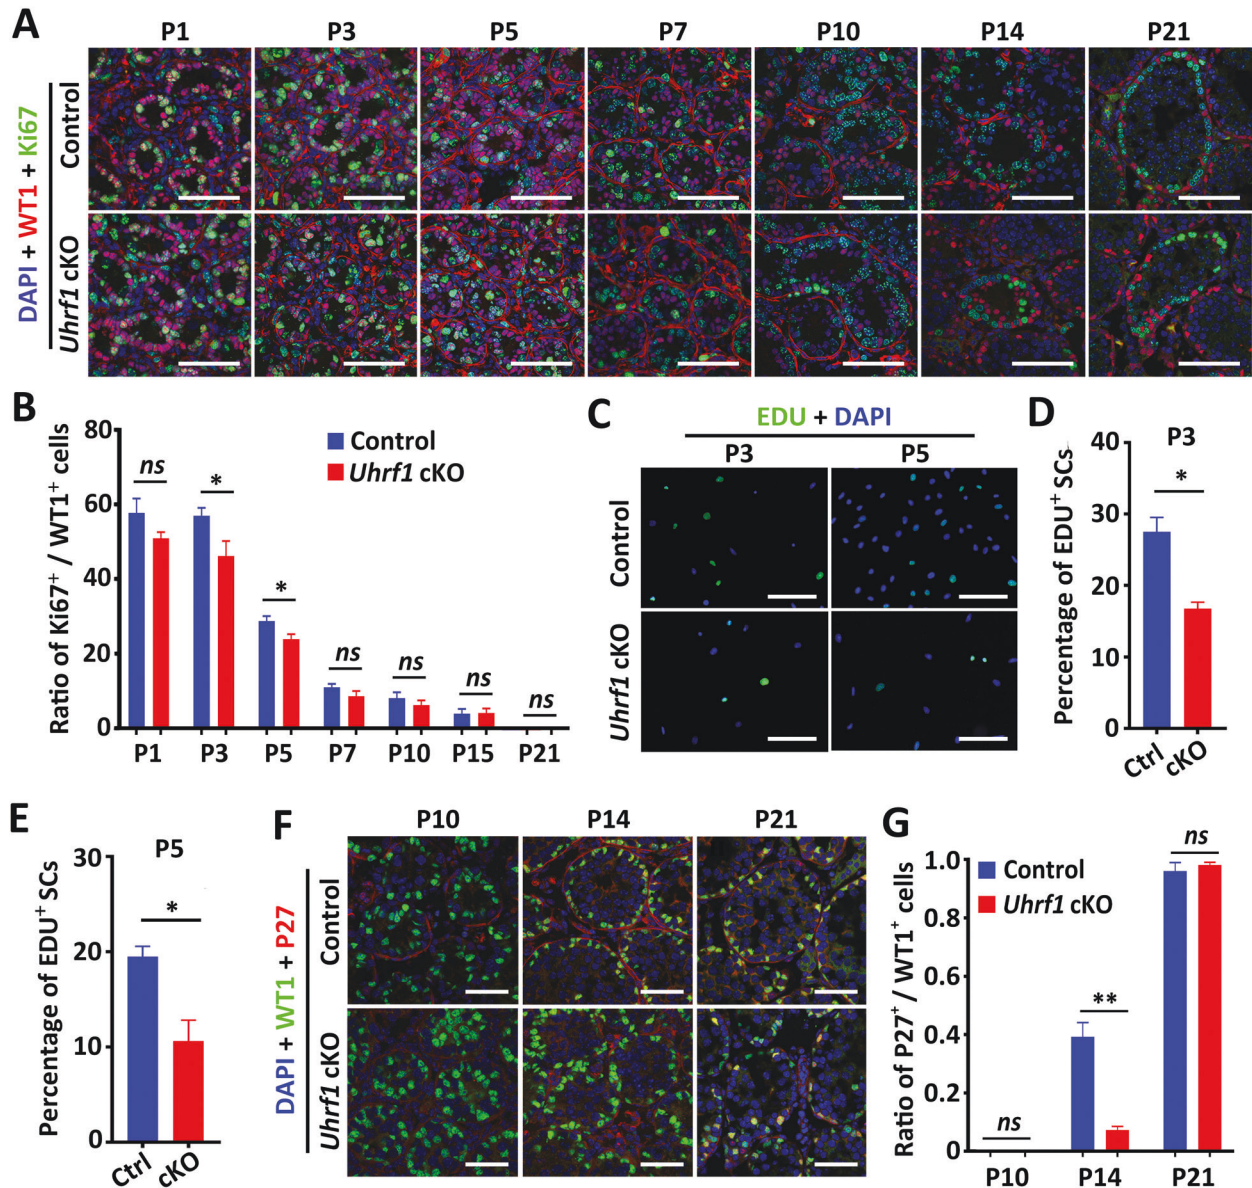 A
P1 P3 P5 P7 P10 P14 P21
DAPI + WT1 + Ki67
Control
Uhrf1 cKO
B
Ratio of Ki67⁺ / WT1⁺ cells
80
60
40
20
0
Control
Uhrf1 cKO
ns * * ns ns ns ns
P1 P3 P5 P7 P10 P15 P21
C
EDU + DAPI
P3 P5
Control
Uhrf1 cKO
D
P3
Percentage of EDU⁺ SCs
40
30
20
10
0
*
Ctrl cKO
E
P5
Percentage of EDU⁺ SCs
30
20
10
0
*
Ctrl cKO
F
P10 P14 P21
DAPI + WT1 + P27
Control
Uhrf1 cKO
G
Ratio of P27⁺ / WT1⁺ cells
1.0
0.8
0.6
0.4
0.2
0
Control
Uhrf1 cKO
ns ** ns
P10 P14 P21